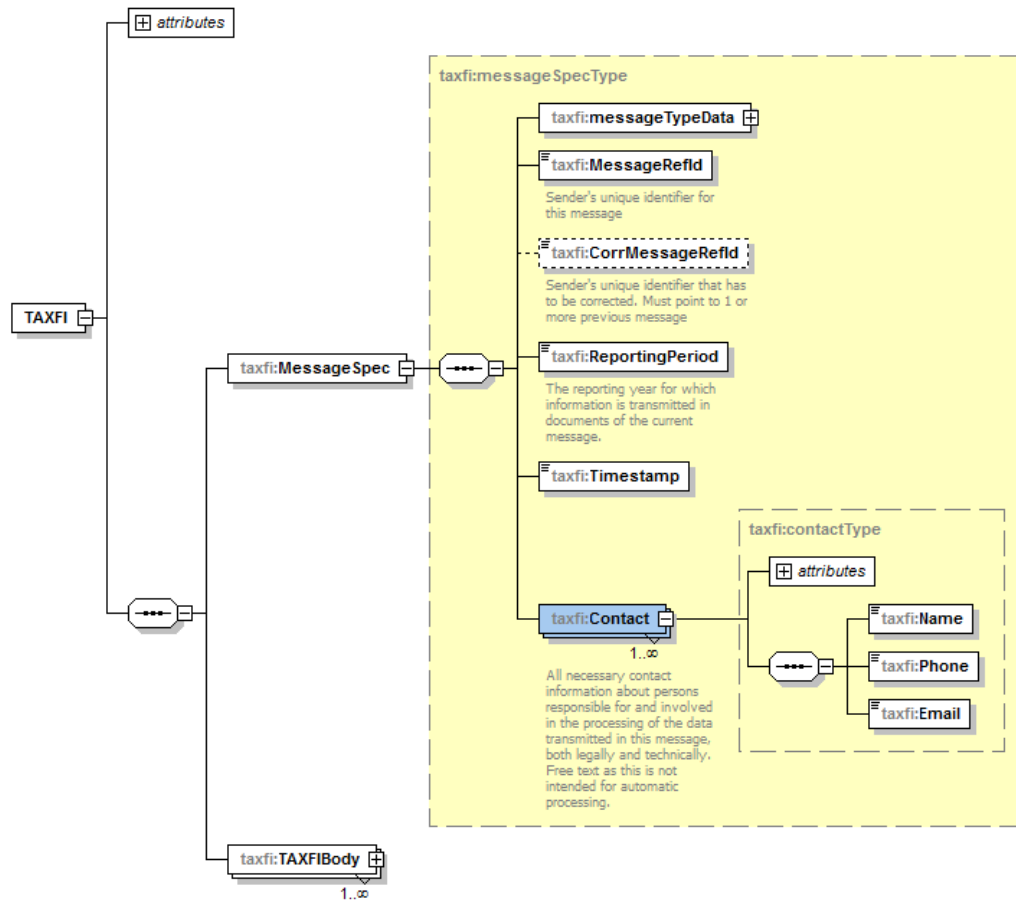 attributes
taxfi:messageSpecType
taxfi:messageTypeData
taxfi:MessageRefId
Sender's unique identifier for
this message
taxfi:CorrMessageRefId
Sender's unique identifier that has
to be corrected. Must point to 1 or
more previous message
TAXFI
taxfi:MessageSpec
taxfi:ReportingPeriod
The reporting year for which
information is transmitted in
documents of the current
message.
taxfi:Timestamp
taxfi:contactType
attributes
taxfi:Contact
1..∞
taxfi:Name
taxfi:Phone
taxfi:Email
All necessary contact
information about persons
responsible for and involved
in the processing of the data
transmitted in this message,
both legally and technically.
Free text as this is not
intended for automatic
processing.
taxfi:TAXFIBody
1..∞